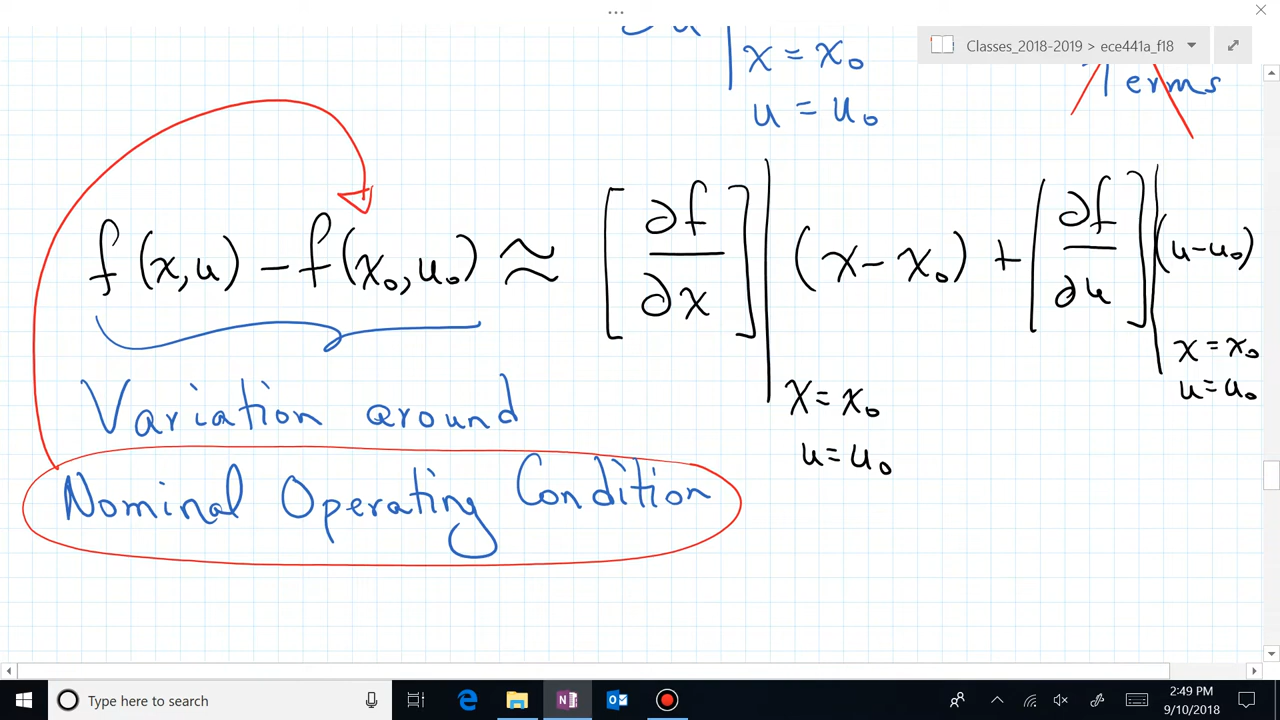 Classes_2018-2019 > ece441a_f18
x = x₀
u = u₀
Terms
f(x,u) − f(x₀,u₀) ≈ [∂f/∂x]| (x − x₀) + [∂f/∂u]| (u−u₀)
x = x₀
u = u₀
x = x₀
u = u₀
Variation around
Nominal Operating Condition
Type here to search
2:49 PM
9/10/2018